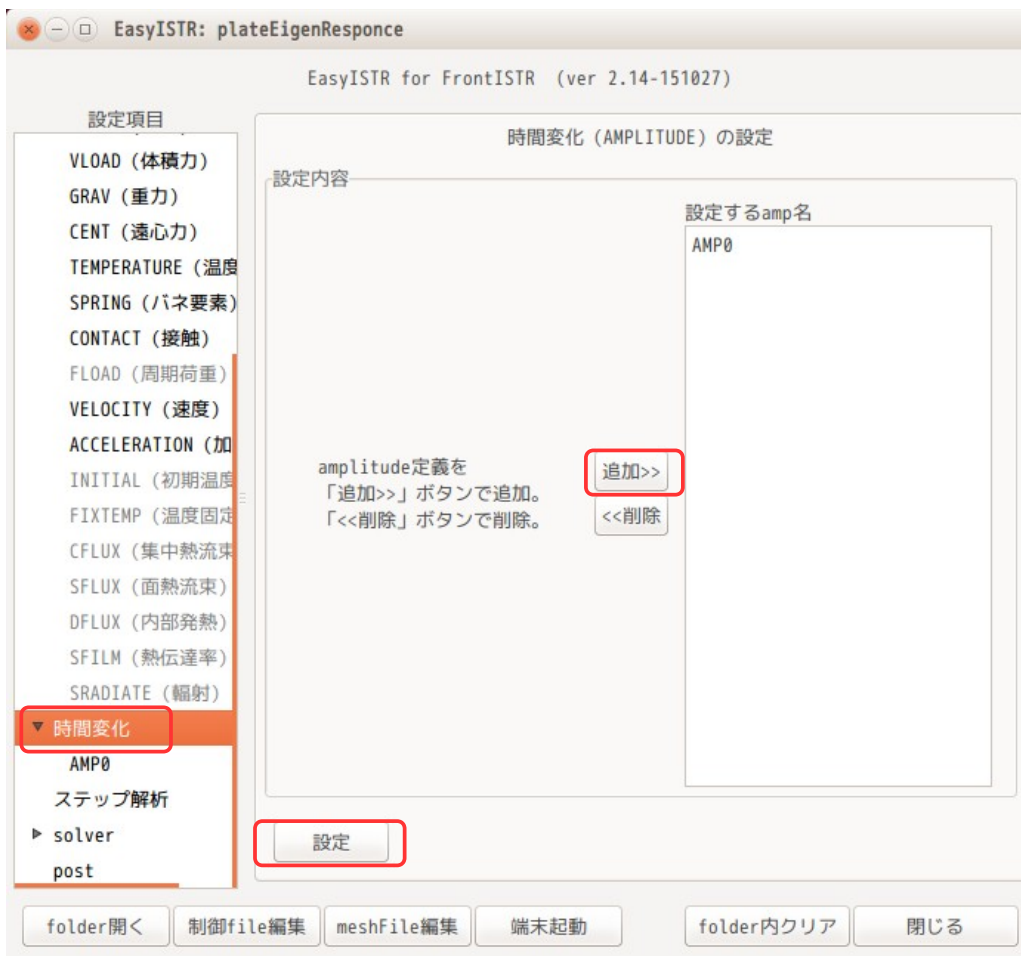 EasyISTR: plateEigenResponce
EasyISTR for FrontISTR (ver 2.14-151027)
設定項目
VLOAD (体積力)
GRAV (重力)
CENT (遠心力)
TEMPERATURE (温度
SPRING (バネ要素)
CONTACT (接触)
FLOAD (周期荷重)
VELOCITY (速度)
ACCELERATION (加
INITIAL (初期温度
FIXTEMP (温度固定
CFLUX (集中熱流束
SFLUX (面熱流束)
DFLUX (内部発熱)
SFILM (熱伝達率)
SRADIATE (輻射)
時間変化
AMP0
ステップ解析
solver
post
時間変化 (AMPLITUDE) の設定
設定内容
設定するamp名
AMP0
amplitude定義を
「追加>>」ボタンで追加。
「<<削除」ボタンで削除。
追加>>
<<削除
設定
folder開く 制御file編集 meshFile編集 端末起動 folder内クリア 閉じる